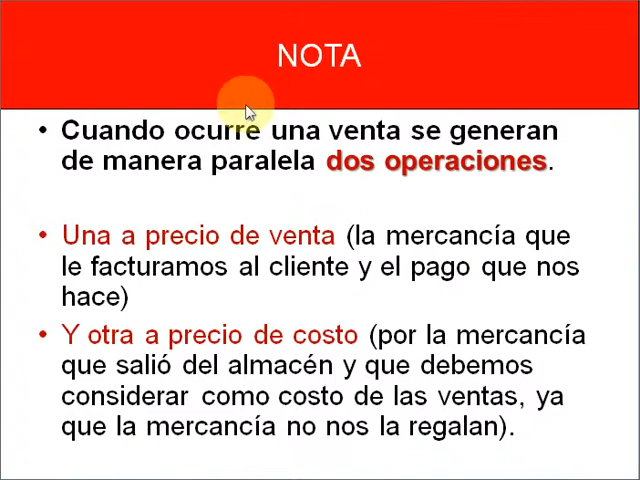 NOTA
• Cuando ocurre una venta se generan
de manera paralela dos operaciones.
• Una a precio de venta (la mercancía que
le facturamos al cliente y el pago que nos
hace)
• Y otra a precio de costo (por la mercancía
que salió del almacén y que debemos
considerar como costo de las ventas, ya
que la mercancía no nos la regalan).